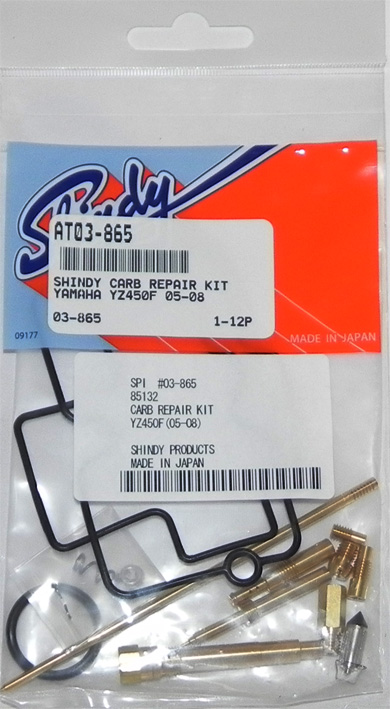 Shindy
AT03-865
SHINDY CARB REPAIR KIT
YAMAHA YZ450F 05-08
03-865 1-12P
09177
MADE IN JAPAN
SPI #03-865
85132
CARB REPAIR KIT
YZ450F(05-08)
SHINDY PRODUCTS
MADE IN JAPAN